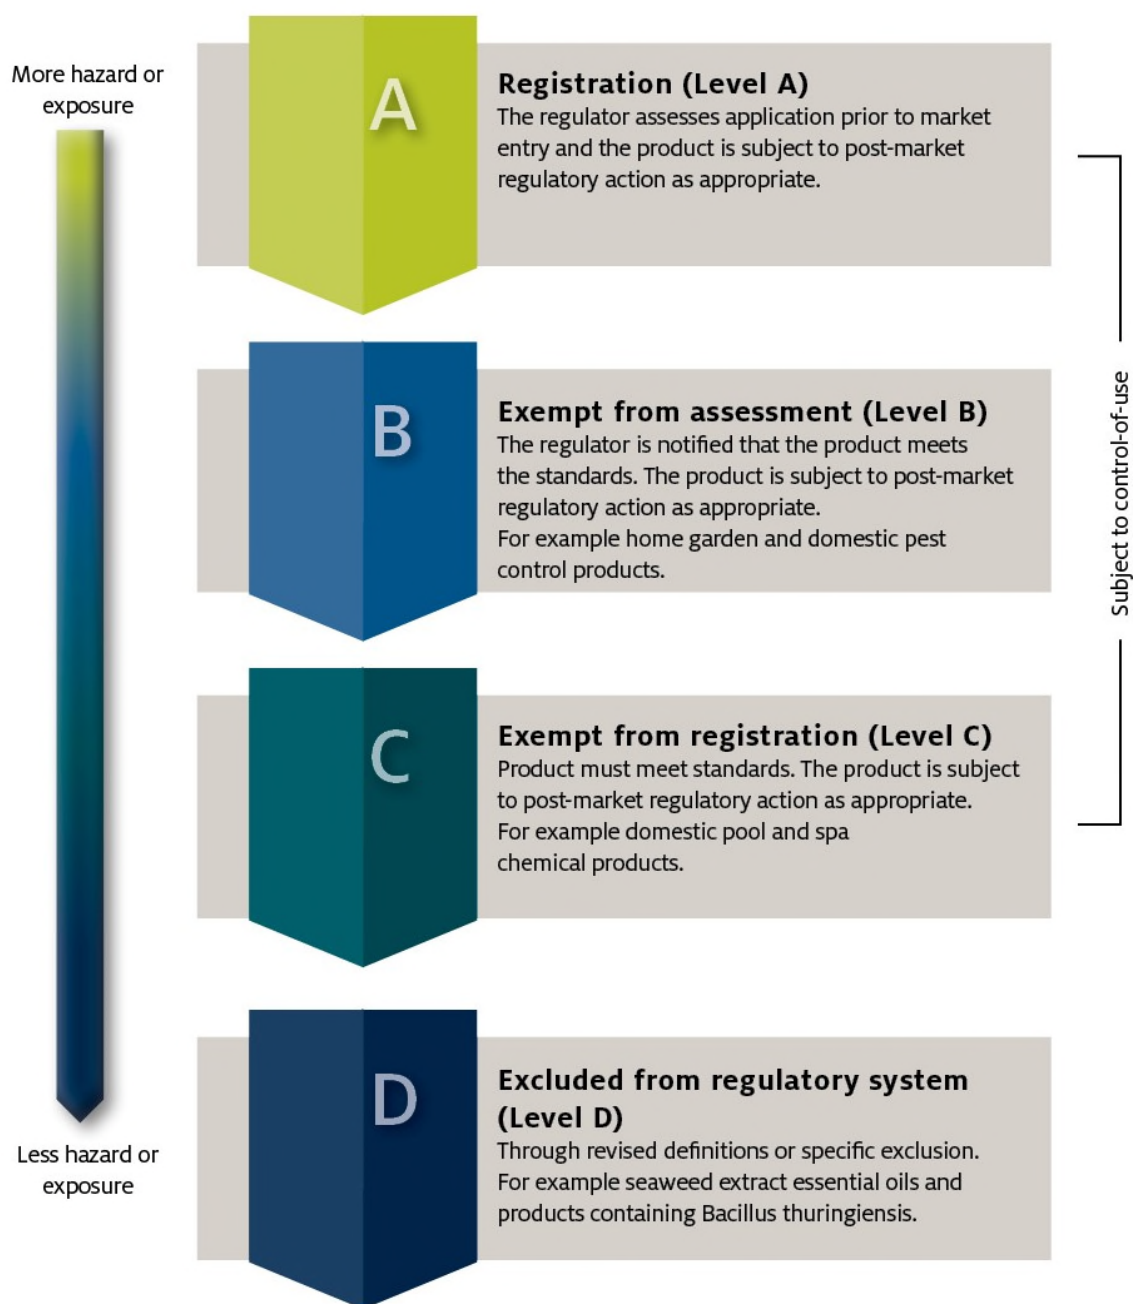 More hazard or
exposure
A
Registration (Level A)
The regulator assesses application prior to market
entry and the product is subject to post-market
regulatory action as appropriate.
B
Exempt from assessment (Level B)
The regulator is notified that the product meets
the standards. The product is subject to post-market
regulatory action as appropriate.
For example home garden and domestic pest
control products.
C
Exempt from registration (Level C)
Product must meet standards. The product is subject
to post-market regulatory action as appropriate.
For example domestic pool and spa
chemical products.
D
Excluded from regulatory system
(Level D)
Through revised definitions or specific exclusion.
For example seaweed extract essential oils and
products containing Bacillus thuringiensis.
Less hazard or
exposure
Subject to control-of-use